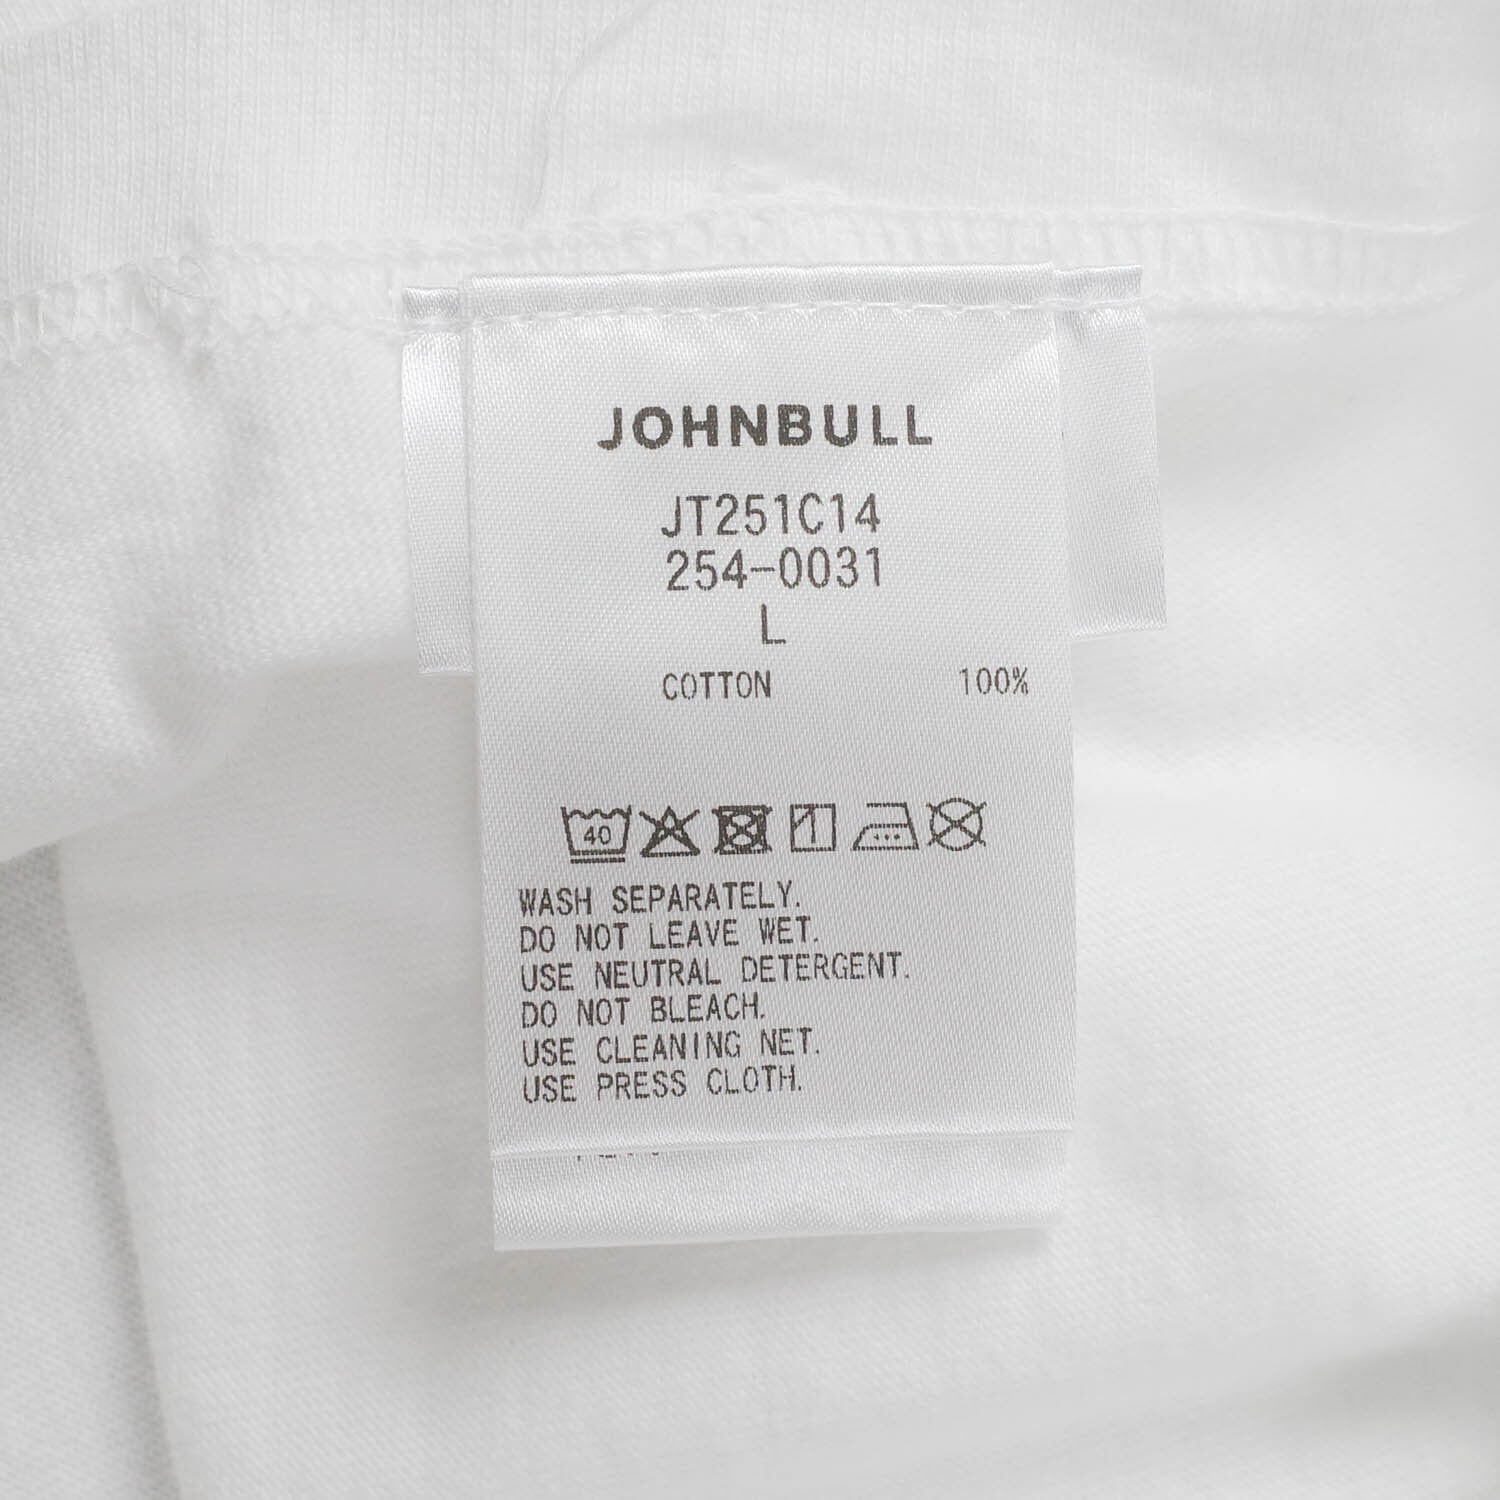 JOHNBULL
JT251C14
254-0031
L
COTTON 100%
40
WASH SEPARATELY.
DO NOT LEAVE WET.
USE NEUTRAL DETERGENT.
DO NOT BLEACH.
USE CLEANING NET.
USE PRESS CLOTH.